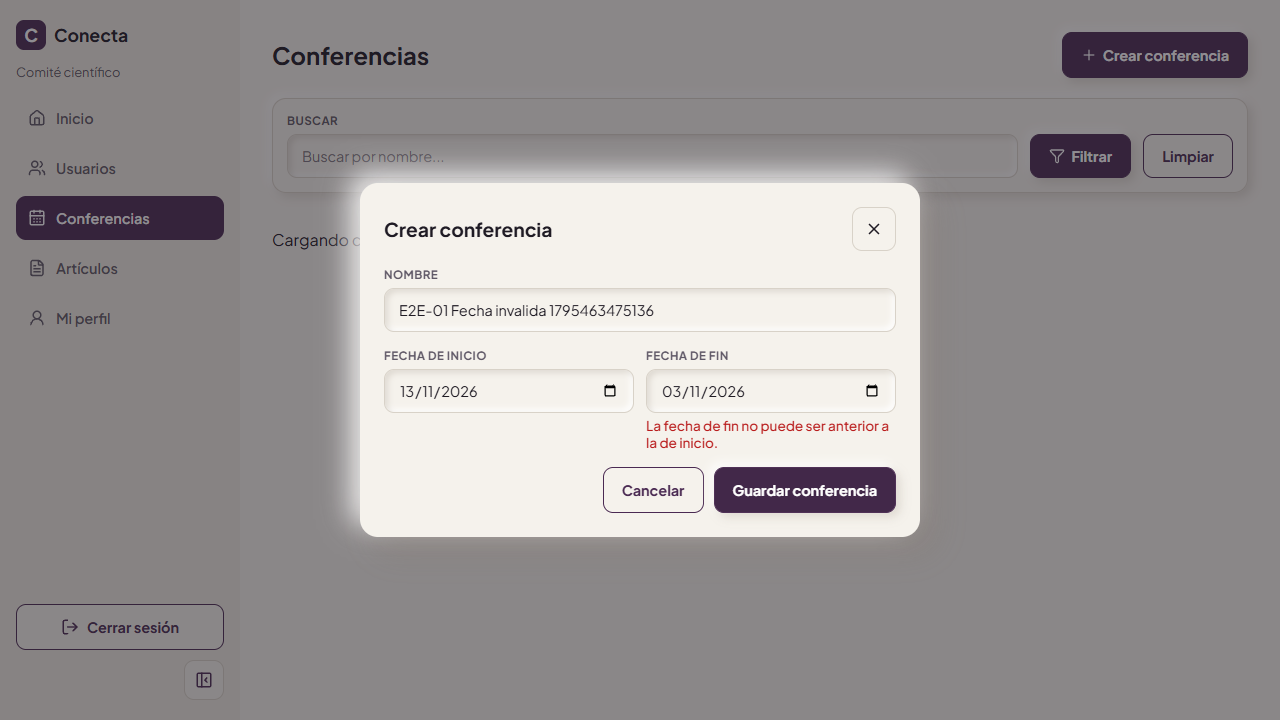 C Conecta
Comité científico
Inicio
Usuarios
Conferencias
Artículos
Mi perfil
Cerrar sesión
Conferencias
Crear conferencia
BUSCAR
Buscar por nombre...
Filtrar
Limpiar
Cargando
Crear conferencia
NOMBRE
E2E-01 Fecha invalida 1795463475136
FECHA DE INICIO
FECHA DE FIN
13/11/2026
03/11/2026
La fecha de fin no puede ser anterior a
la de inicio.
Cancelar
Guardar conferencia